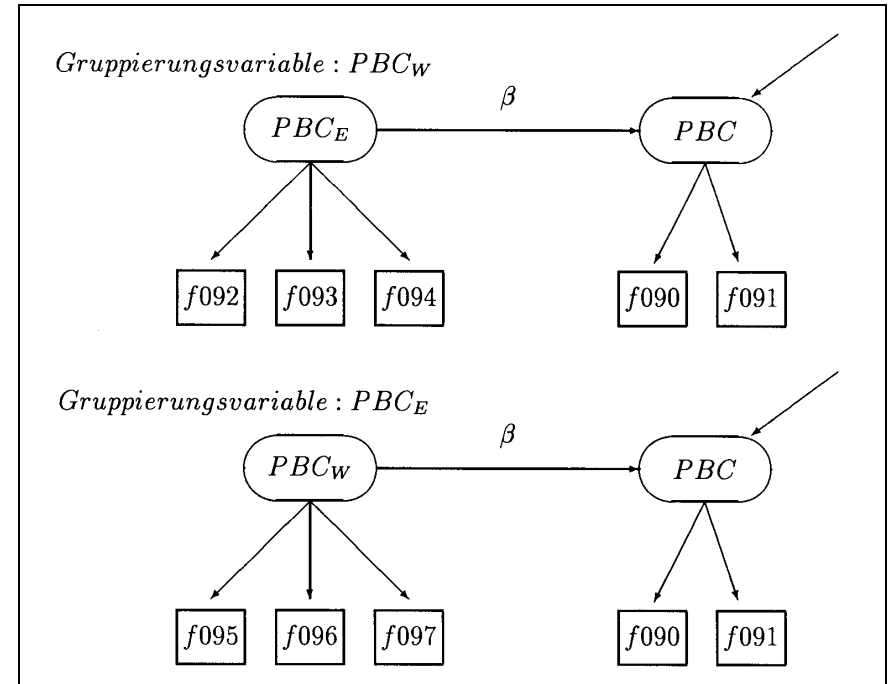 Gruppierungsvariable : PBC_W
β
PBC_E PBC
f092 f093 f094 f090 f091
Gruppierungsvariable : PBC_E
β
PBC_W PBC
f095 f096 f097 f090 f091